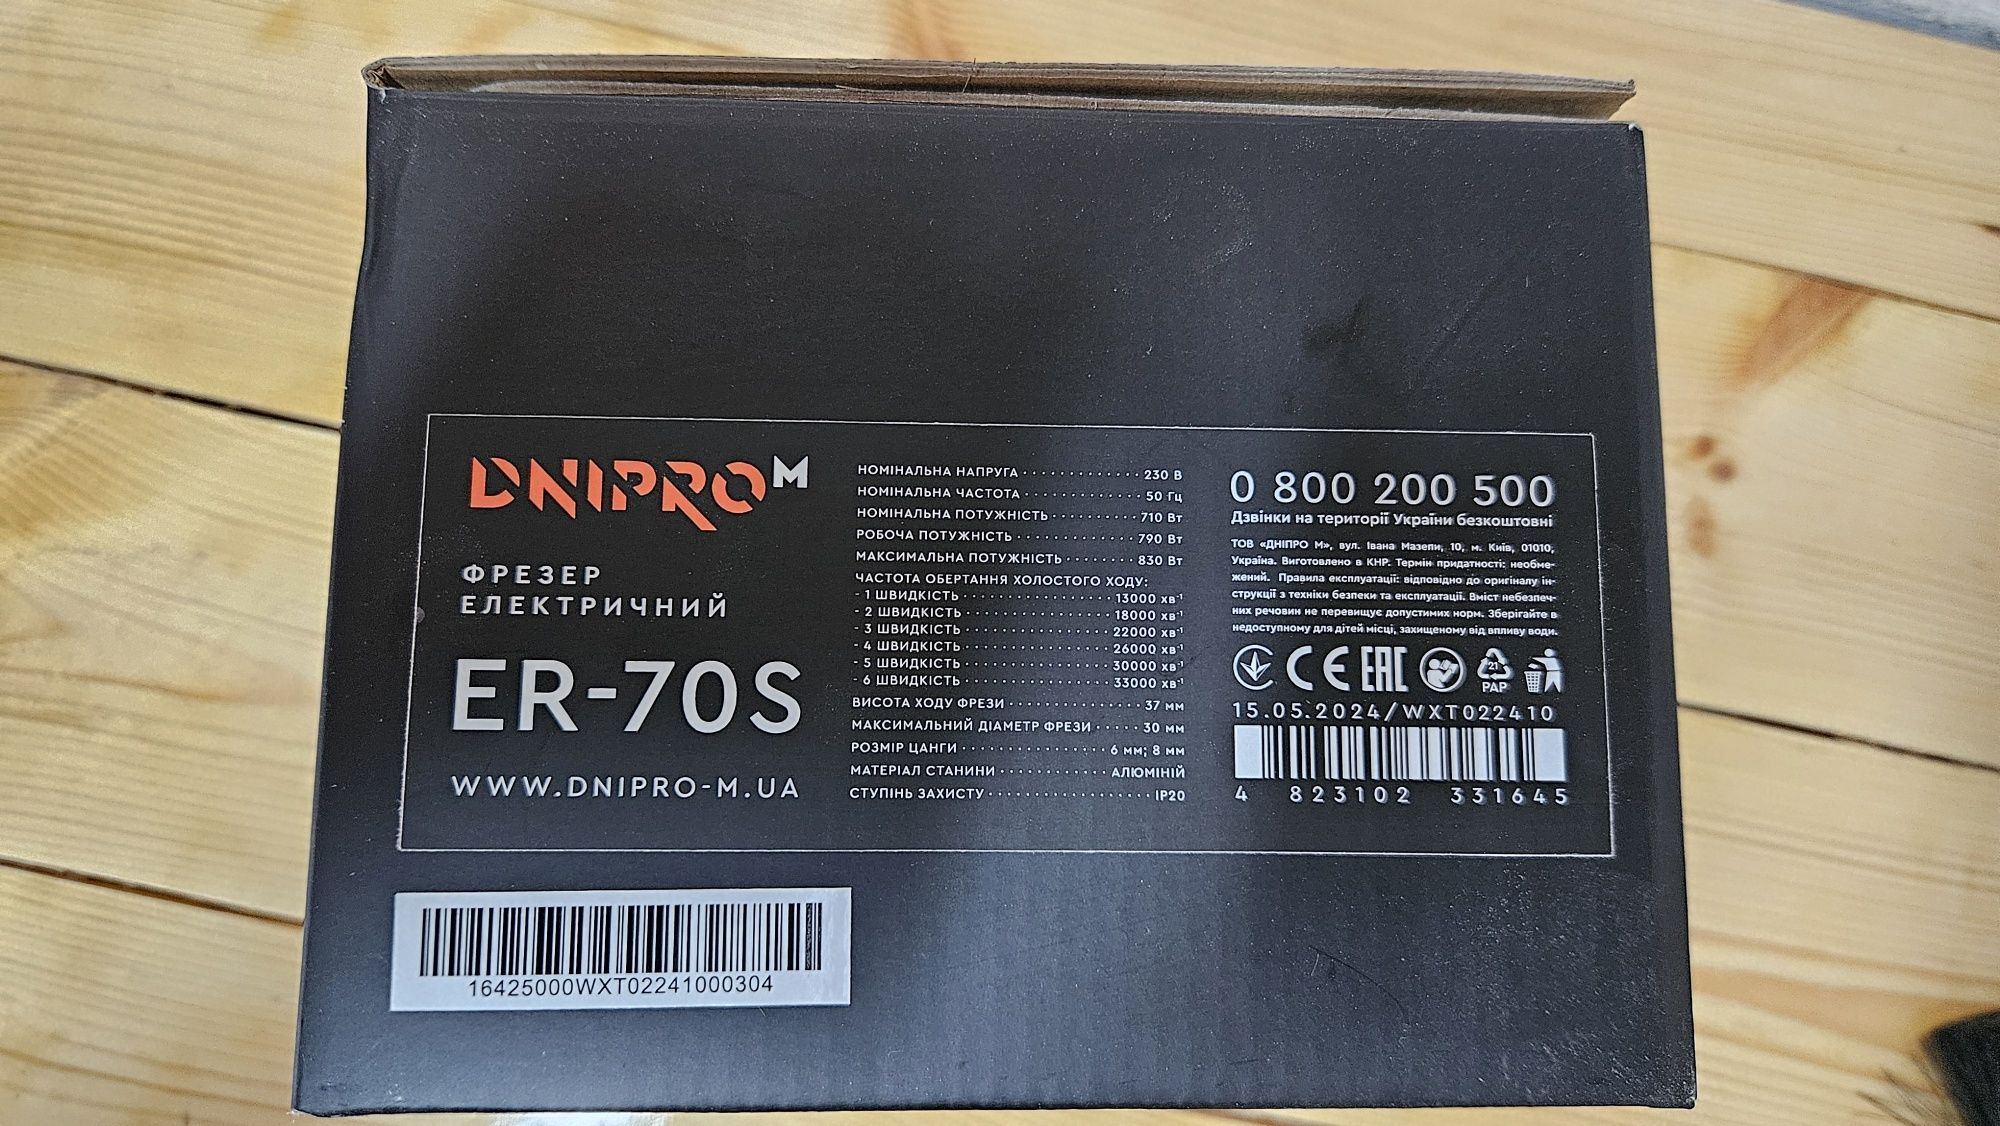 DNIPRO M
ФРЕЗЕР
ЕЛЕКТРИЧНИЙ
ER-70S
WWW.DNIPRO-M.UA
НОМІНАЛЬНА НАПРУГА 230 В
НОМІНАЛЬНА ЧАСТОТА 50 Гц
НОМІНАЛЬНА ПОТУЖНІСТЬ 710 Вт
РОБОЧА ПОТУЖНІСТЬ 790 Вт
МАКСИМАЛЬНА ПОТУЖНІСТЬ 830 Вт
ЧАСТОТА ОБЕРТАННЯ ХОЛОСТОГО ХОДУ:
- 1 ШВИДКІСТЬ 13000 хв⁻¹
- 2 ШВИДКІСТЬ 18000 хв⁻¹
- 3 ШВИДКІСТЬ 22000 хв⁻¹
- 4 ШВИДКІСТЬ 26000 хв⁻¹
- 5 ШВИДКІСТЬ 30000 хв⁻¹
- 6 ШВИДКІСТЬ 33000 хв⁻¹
ВИСОТА ХОДУ ФРЕЗИ 37 мм
МАКСИМАЛЬНИЙ ДІАМЕТР ФРЕЗИ 30 мм
РОЗМІР ЦАНГИ 6 мм; 8 мм
МАТЕРІАЛ СТАНИНИ АЛЮМІНІЙ
СТУПІНЬ ЗАХИСТУ IP20
0 800 200 500
Дзвінки на території України безкоштовні
ТОВ «ДНІПРО М», вул. Івана Мазепи, 10, м. Київ, 01010,
Україна. Виготовлено в КНР. Термін придатності: необме-
жений. Правила експлуатації: відповідно до оригіналу ін-
струкції з техніки безпеки та експлуатації. Вміст небезпеч-
них речовин не перевищує допустимих норм. Зберігайте в
недоступному для дітей місці, захищеному від впливу води.
CE EAC 21 PAP
15.05.2024/WXT022410
4 823102 331645
16425000WXT02241000304